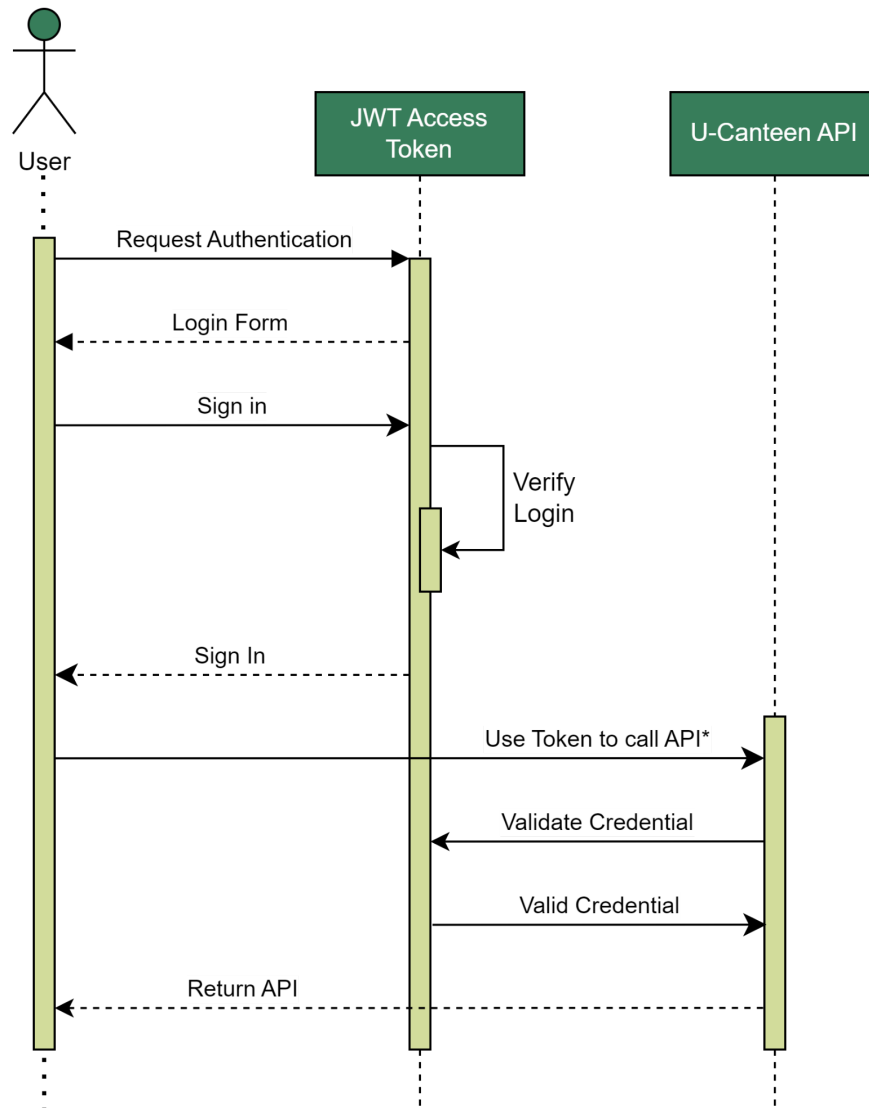 JWT Access
Token
U-Canteen API
User
Request Authentication
Login Form
Sign in
Verify
Login
Sign In
Use Token to call API*
Validate Credential
Valid Credential
Return API